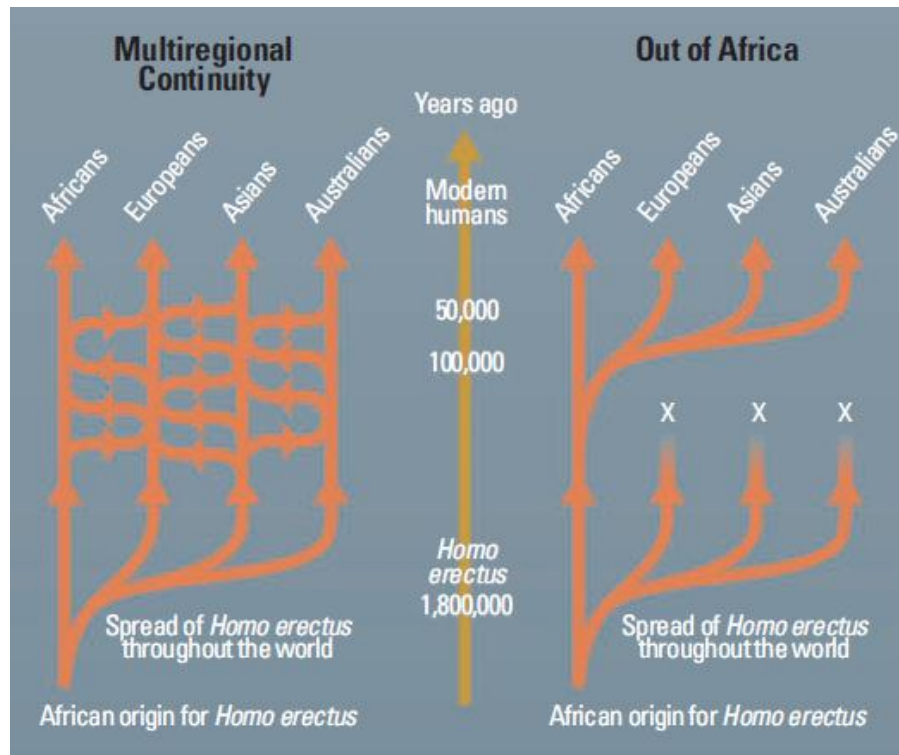 Multiregional
Continuity
Africans
Europeans
Asians
Australians
Spread of Homo erectus
throughout the world
African origin for Homo erectus
Years ago
Modern
humans
50,000
100,000
Homo
erectus
1,800,000
Out of Africa
Africans
Europeans
Asians
Australians
X X X
Spread of Homo erectus
throughout the world
African origin for Homo erectus